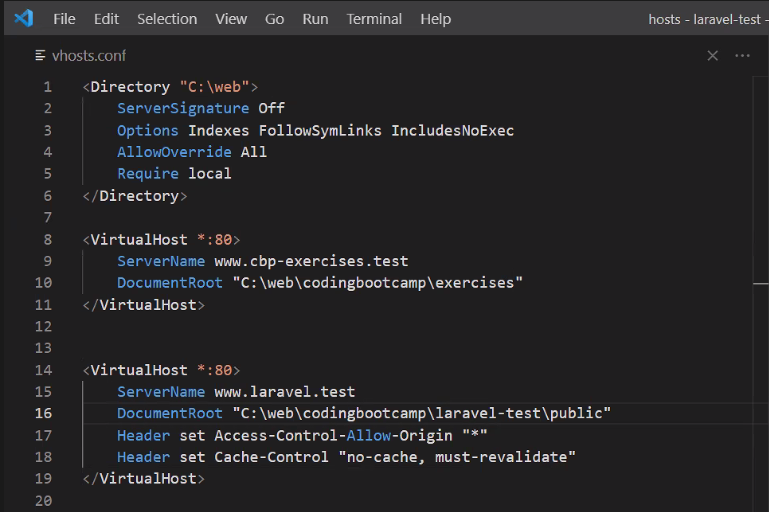 File Edit Selection View Go Run Terminal Help hosts - laravel-test -
vhosts.conf
1 <Directory "C:\web">
2 ServerSignature Off
3 Options Indexes FollowSymLinks IncludesNoExec
4 AllowOverride All
5 Require local
6 </Directory>
7
8 <VirtualHost *:80>
9 ServerName www.cbp-exercises.test
10 DocumentRoot "C:\web\codingbootcamp\exercises"
11 </VirtualHost>
12
13
14 <VirtualHost *:80>
15 ServerName www.laravel.test
16 DocumentRoot "C:\web\codingbootcamp\laravel-test\public"
17 Header set Access-Control-Allow-Origin "*"
18 Header set Cache-Control "no-cache, must-revalidate"
19 </VirtualHost>
20